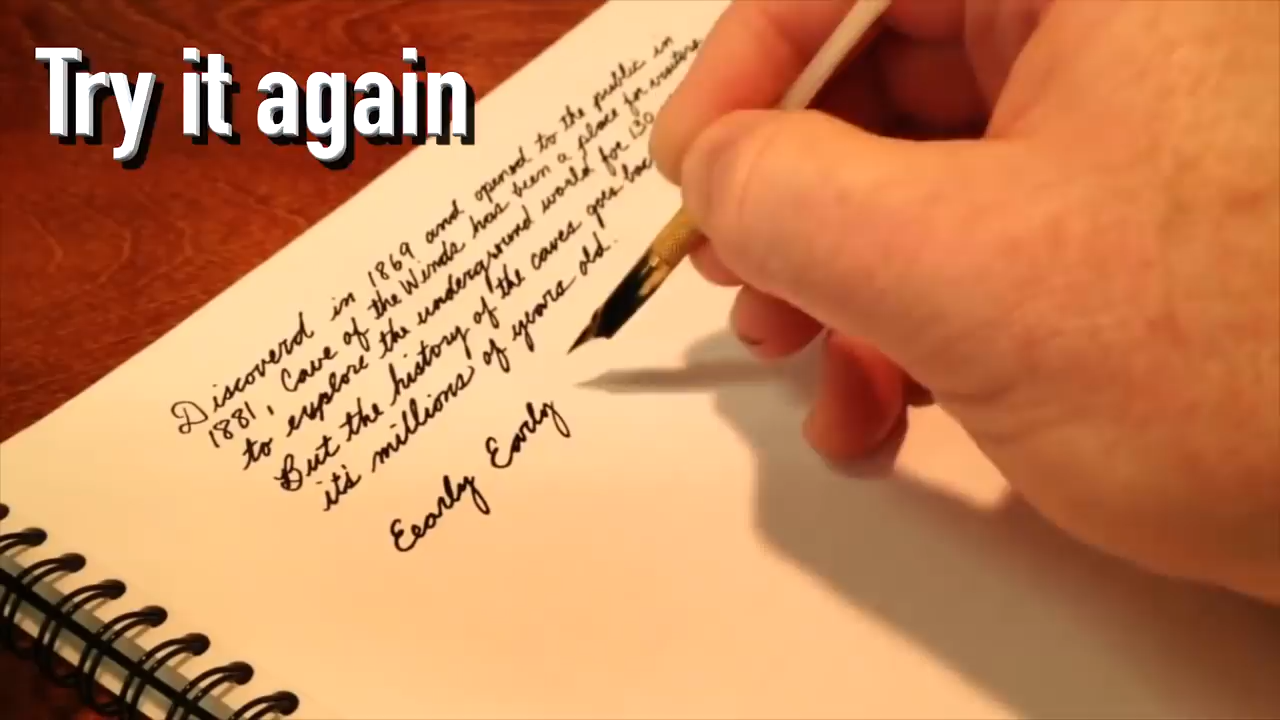 Try it again
Discoverd in 1869 and opened to the public in
1881, Cave of the Winds has been a place for visitors
to explore the underground world for 130
But the history of the caves goes
it's millions of years old.
Eearly Early